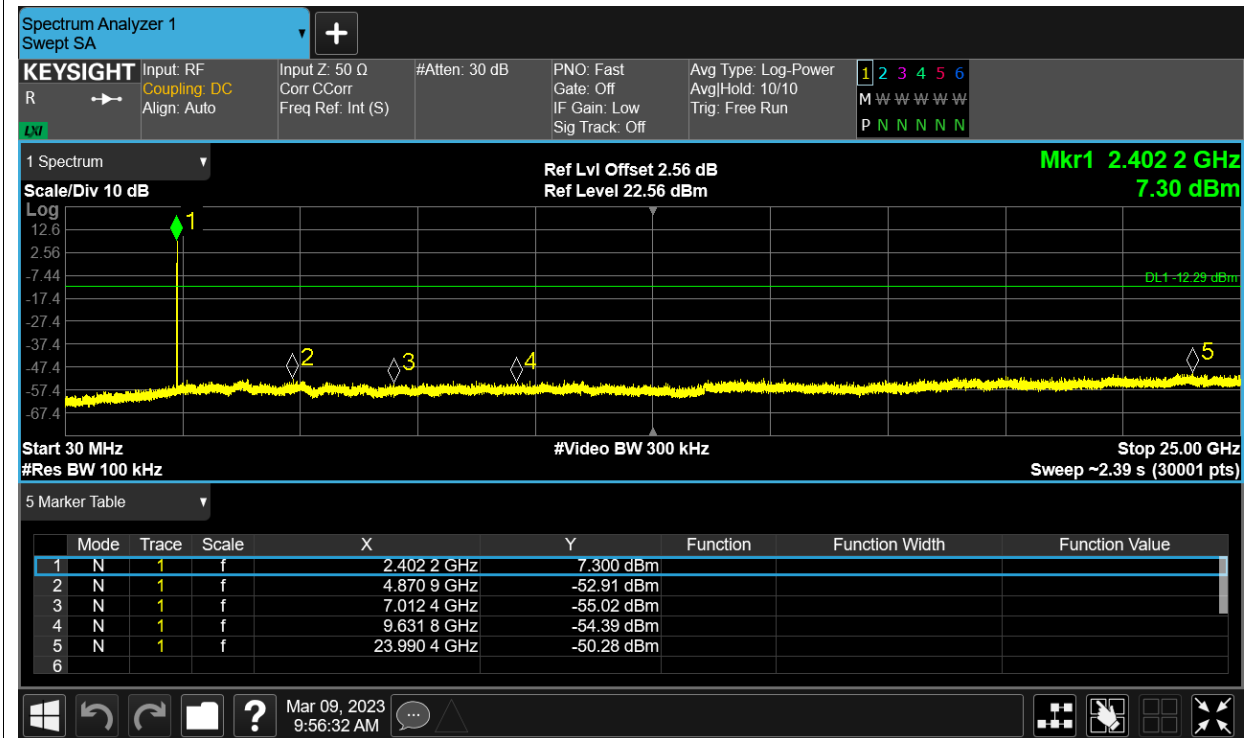 Spectrum Analyzer 1
Swept SA
KEYSIGHT
R
LXI
Input: RF
Coupling: DC
Align: Auto
Input Z: 50 Ω
Corr CCorr
Freq Ref: Int (S)
#Atten: 30 dB
PNO: Fast
Gate: Off
IF Gain: Low
Sig Track: Off
Avg Type: Log-Power
Avg|Hold: 10/10
Trig: Free Run
1 2 3 4 5 6
M W W W W W
P N N N N N
1 Spectrum
Scale/Div 10 dB
Ref Lvl Offset 2.56 dB
Ref Level 22.56 dBm
Mkr1 2.402 2 GHz
7.30 dBm
Log
12.6
2.56
-7.44
-17.4
-27.4
-37.4
-47.4
-57.4
-67.4
1
2
3
4
5
DL1 -12.29 dBm
Start 30 MHz
#Video BW 300 kHz
Stop 25.00 GHz
#Res BW 100 kHz
Sweep ~2.39 s (30001 pts)
5 Marker Table
Mode Trace Scale X Y Function Function Width Function Value
1 N 1 f 2.402 2 GHz 7.300 dBm
2 N 1 f 4.870 9 GHz -52.91 dBm
3 N 1 f 7.012 4 GHz -55.02 dBm
4 N 1 f 9.631 8 GHz -54.39 dBm
5 N 1 f 23.990 4 GHz -50.28 dBm
6
?
Mar 09, 2023
9:56:32 AM